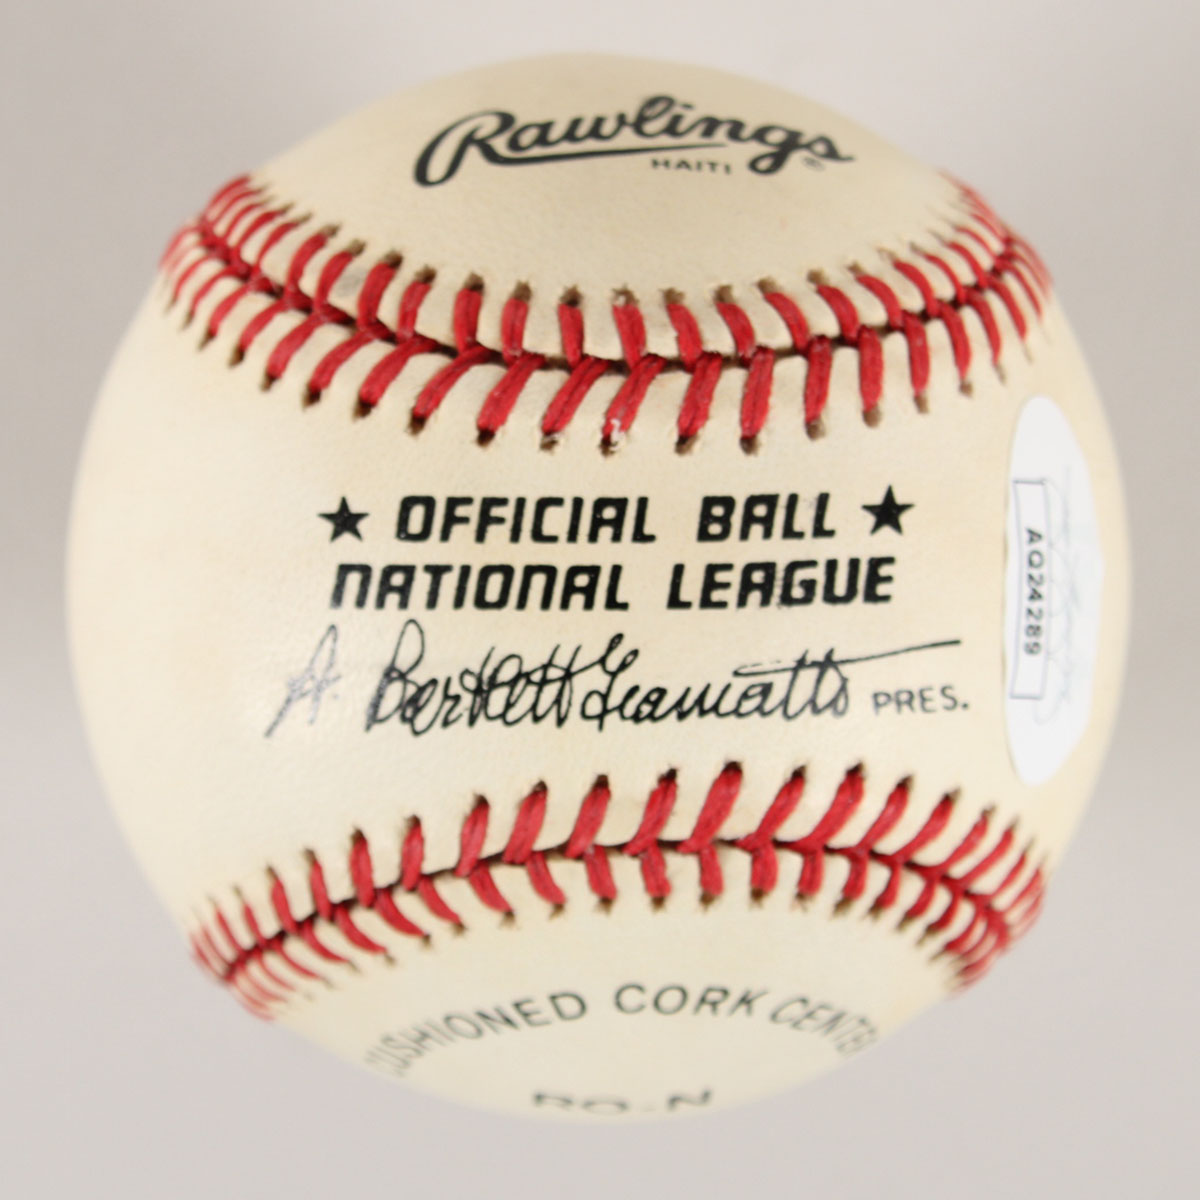 Rawlings®
HAITI
★ OFFICIAL BALL ★
NATIONAL LEAGUE
A. Bartlett Giamatti PRES.
AQ24289
CUSHIONED CORK CENTER
RO-N